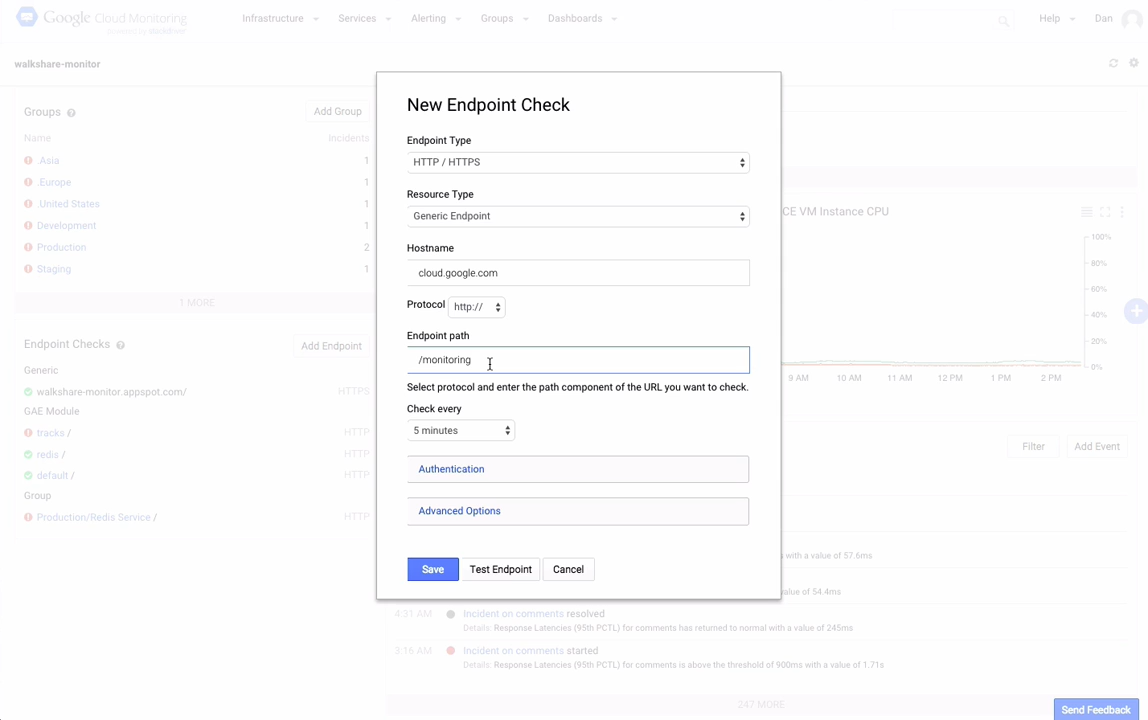 Google Cloud Monitoring
powered by stackdriver
Infrastructure
Services
Alerting
Groups
Dashboards
Help
Dan
walkshare-monitor
Groups
Add Group
Name
Incidents
.Asia
1
.Europe
1
.United States
1
Development
1
Production
2
Staging
1
1 MORE
Endpoint Checks
Add Endpoint
Generic
walkshare-monitor.appspot.com/
HTTPS
GAE Module
tracks /
HTTP
redis /
HTTP
default /
HTTP
Group
Production/Redis Service /
HTTP
New Endpoint Check
Endpoint Type
HTTP / HTTPS
Resource Type
Generic Endpoint
Hostname
cloud.google.com
Protocol
http://
Endpoint path
/monitoring
Select protocol and enter the path component of the URL you want to check.
Check every
5 minutes
Authentication
Advanced Options
Save
Test Endpoint
Cancel
CE VM Instance CPU
100%
80%
60%
40%
20%
0%
9 AM
10 AM
11 AM
12 PM
1 PM
2 PM
Filter
Add Event
with a value of 57.6ms
value of 54.4ms
4:31 AM
Incident on comments resolved
Details: Response Latencies (95th PCTL) for comments has returned to normal with a value of 245ms
3:16 AM
Incident on comments started
Details: Response Latencies (95th PCTL) for comments is above the threshold of 900ms with a value of 1.71s
247 MORE
Send Feedback